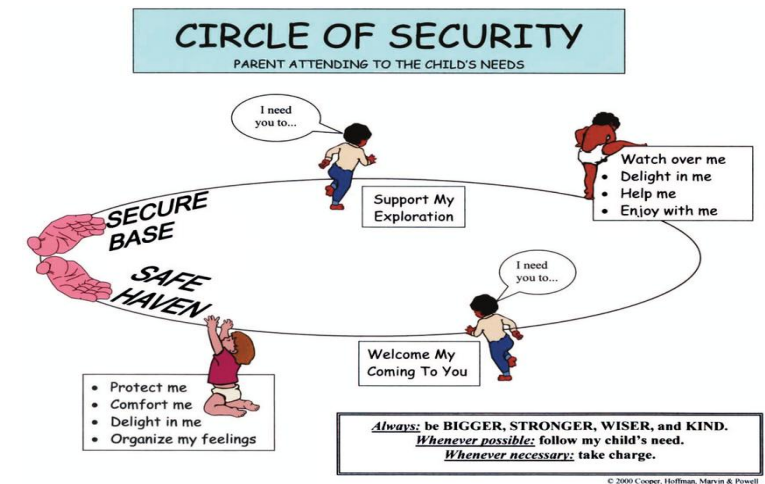 CIRCLE OF SECURITY
PARENT ATTENDING TO THE CHILD'S NEEDS
I need
you to...
Support My
Exploration
• Watch over me
• Delight in me
• Help me
• Enjoy with me
SECURE
BASE
SAFE
HAVEN
I need
you to...
Welcome My
Coming To You
• Protect me
• Comfort me
• Delight in me
• Organize my feelings
Always: be BIGGER, STRONGER, WISER, and KIND.
Whenever possible: follow my child's need.
Whenever necessary: take charge.
© 2000 Cooper, Hoffman, Marvin & Powell